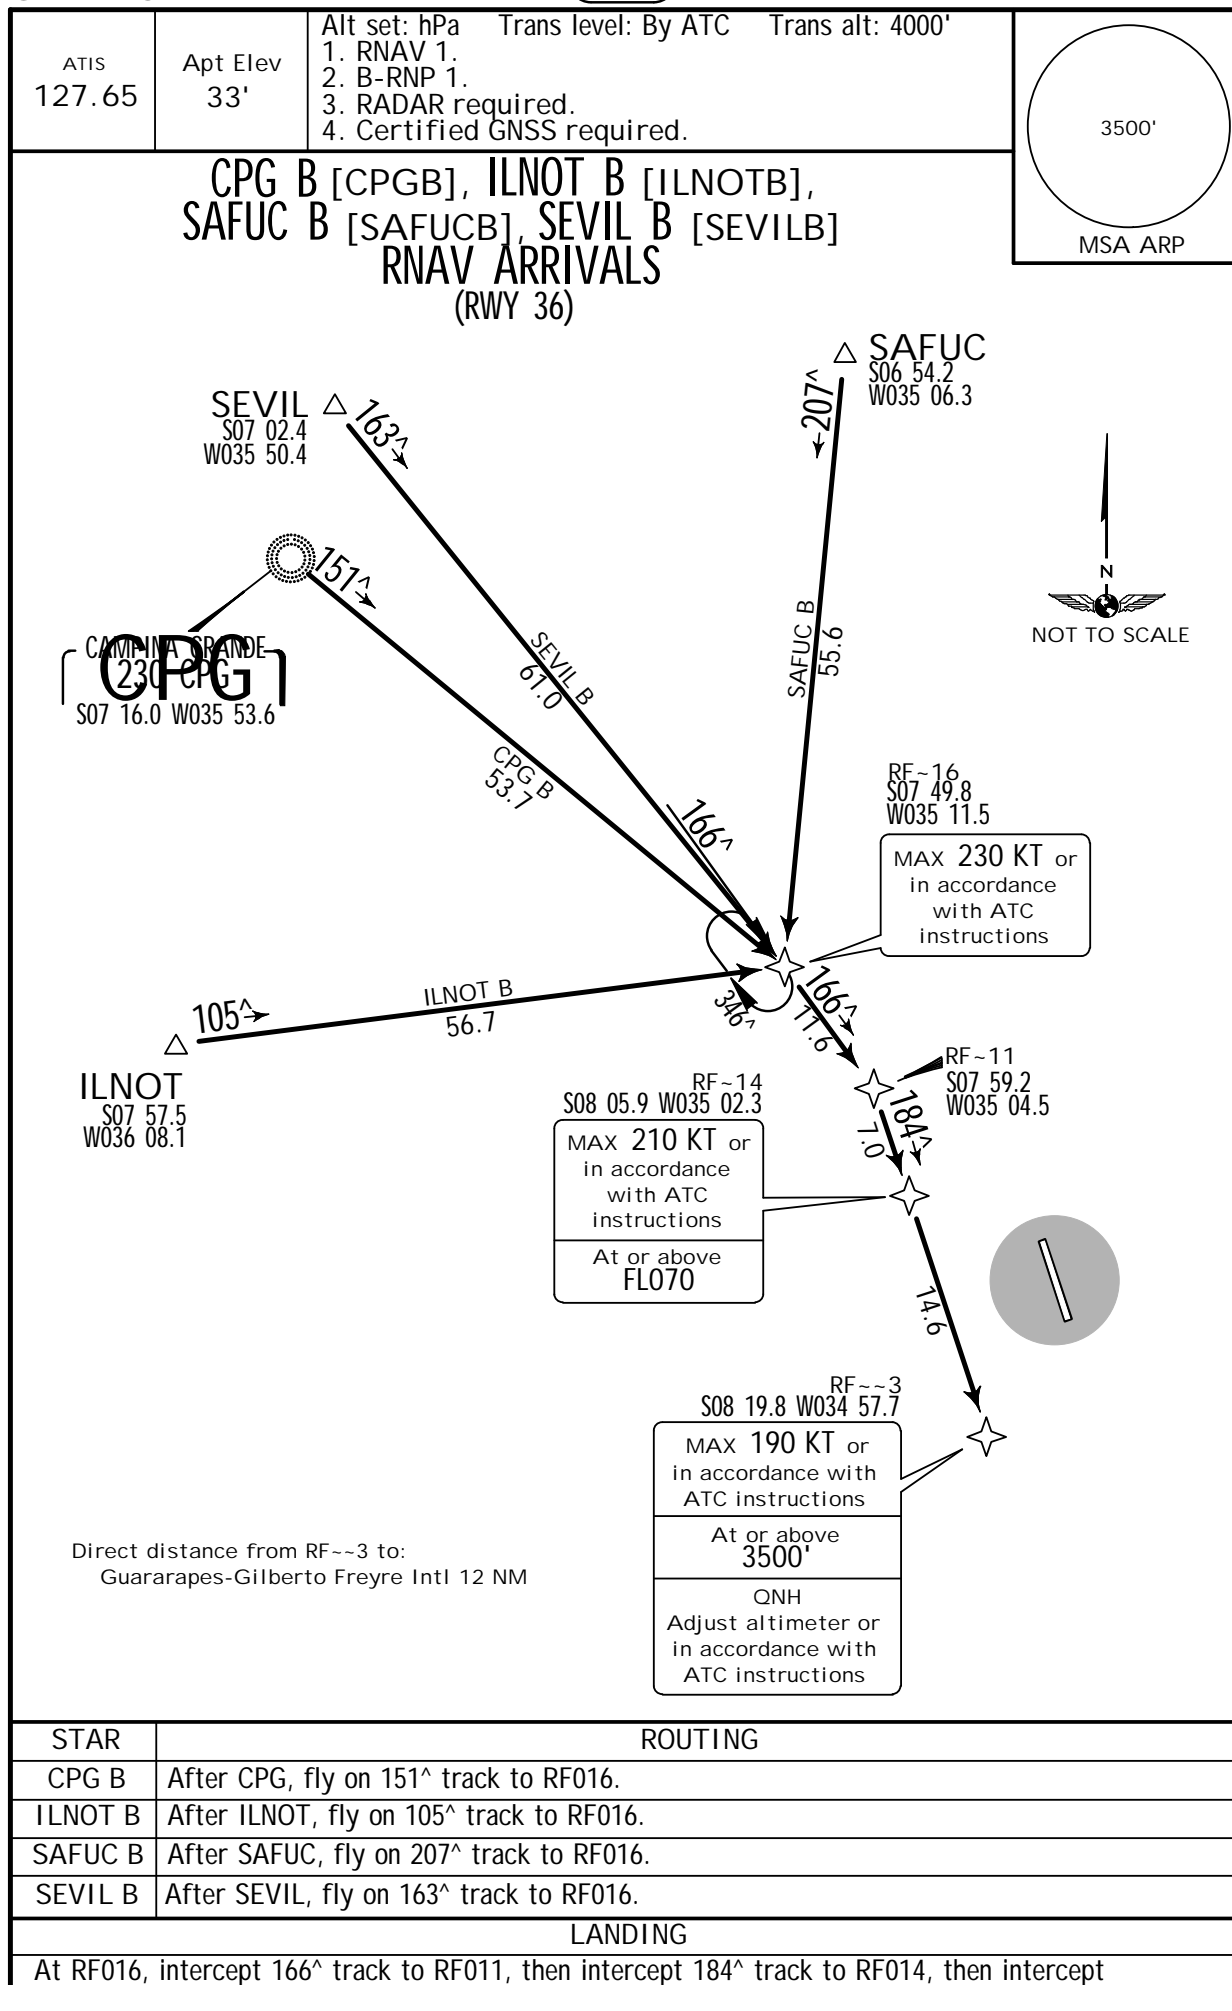 ATIS
127.65
Apt Elev
33'
Alt set: hPa Trans level: By ATC Trans alt: 4000'
1. RNAV 1.
2. B-RNP 1.
3. RADAR required.
4. Certified GNSS required.
3500'
MSA ARP
CPG B [CPGB], ILNOT B [ILNOTB],
SAFUC B [SAFUCB], SEVIL B [SEVILB]
RNAV ARRIVALS
(RWY 36)
SAFUC
S06 54.2
W035 06.3
207^
SEVIL
S07 02.4
W035 50.4
163^
151^
CAMPINA GRANDE
230 CPG
CPG
S07 16.0 W035 53.6
N
NOT TO SCALE
SEVIL B
61.0
SAFUC B
55.6
CPG B
53.7
166^
RF~16
S07 49.8
W035 11.5
MAX 230 KT or
in accordance
with ATC
instructions
105^
ILNOT B
56.7
346^
166^
11.6
ILNOT
S07 57.5
W036 08.1
RF~11
S07 59.2
W035 04.5
184^
7.0
RF~14
S08 05.9 W035 02.3
MAX 210 KT or
in accordance
with ATC
instructions
At or above
FL070
14.6
RF~~3
S08 19.8 W034 57.7
MAX 190 KT or
in accordance with
ATC instructions
At or above
3500'
QNH
Adjust altimeter or
in accordance with
ATC instructions
Direct distance from RF~~3 to:
Guararapes-Gilberto Freyre Intl 12 NM
STAR ROUTING
CPG B After CPG, fly on 151^ track to RF016.
ILNOT B After ILNOT, fly on 105^ track to RF016.
SAFUC B After SAFUC, fly on 207^ track to RF016.
SEVIL B After SEVIL, fly on 163^ track to RF016.
LANDING
At RF016, intercept 166^ track to RF011, then intercept 184^ track to RF014, then intercept